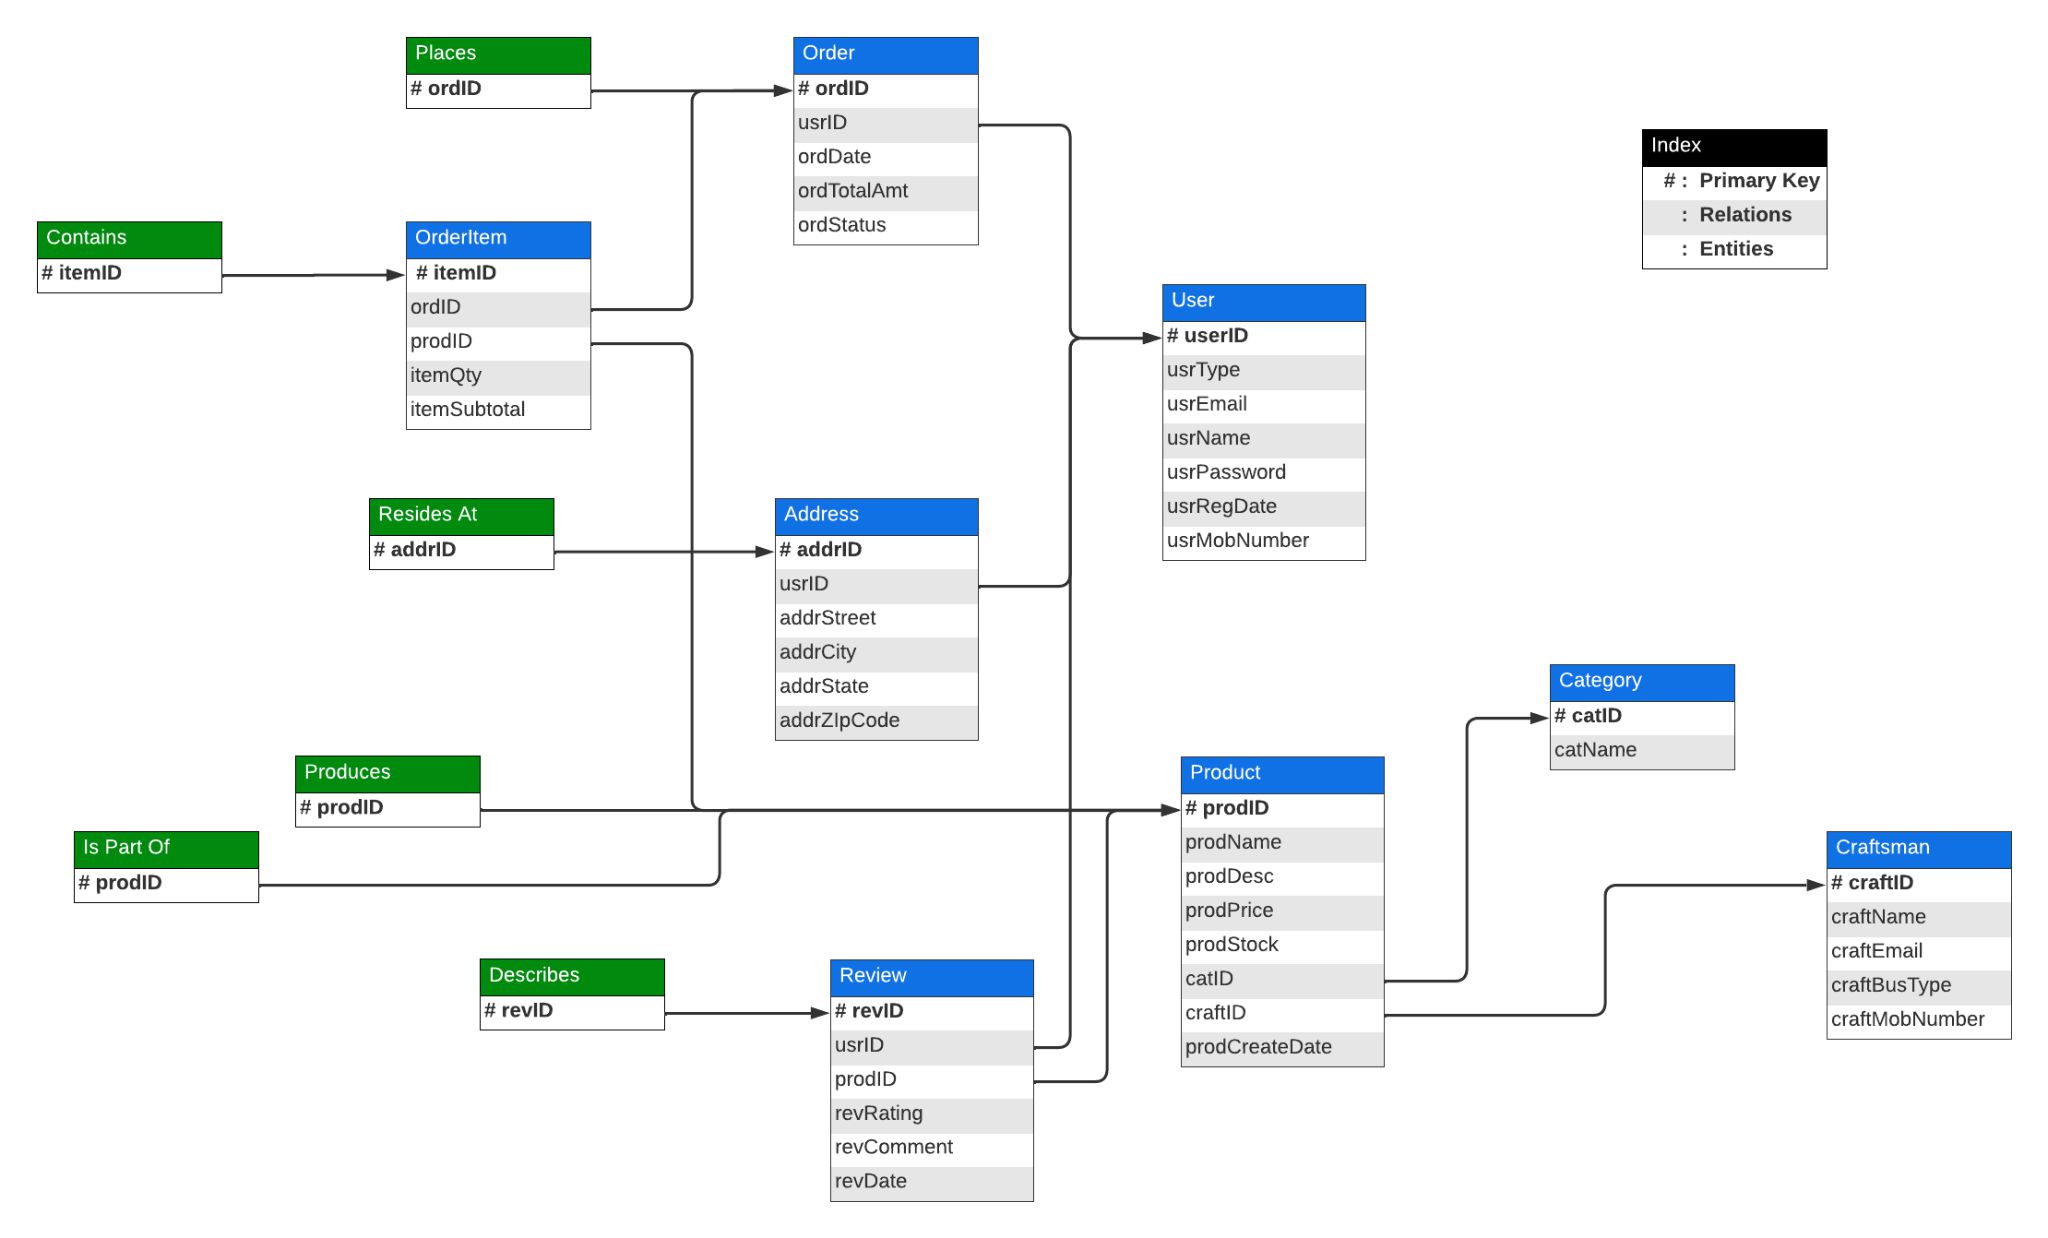 Places
# ordID
Order
# ordID
usrID
ordDate
ordTotalAmt
ordStatus
Index
# : Primary Key
: Relations
: Entities
Contains
# itemID
OrderItem
# itemID
ordID
prodID
itemQty
itemSubtotal
User
# userID
usrType
usrEmail
usrName
usrPassword
usrRegDate
usrMobNumber
Resides At
# addrID
Address
# addrID
usrID
addrStreet
addrCity
addrState
addrZIpCode
Category
# catID
catName
Produces
# prodID
Product
# prodID
prodName
prodDesc
prodPrice
prodStock
catID
craftID
prodCreateDate
Is Part Of
# prodID
Craftsman
# craftID
craftName
craftEmail
craftBusType
craftMobNumber
Describes
# revID
Review
# revID
usrID
prodID
revRating
revComment
revDate